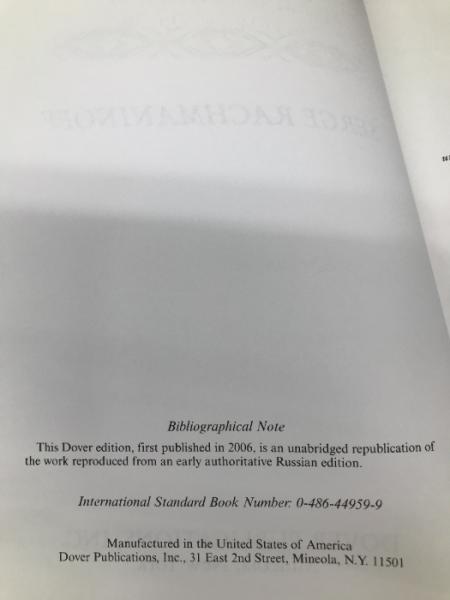 SERGE RACHMANINOFF
Bibliographical Note
This Dover edition, first published in 2006, is an unabridged republication of
the work reproduced from an early authoritative Russian edition.
International Standard Book Number: 0-486-44959-9
Manufactured in the United States of America
Dover Publications, Inc., 31 East 2nd Street, Mineola, N.Y. 11501